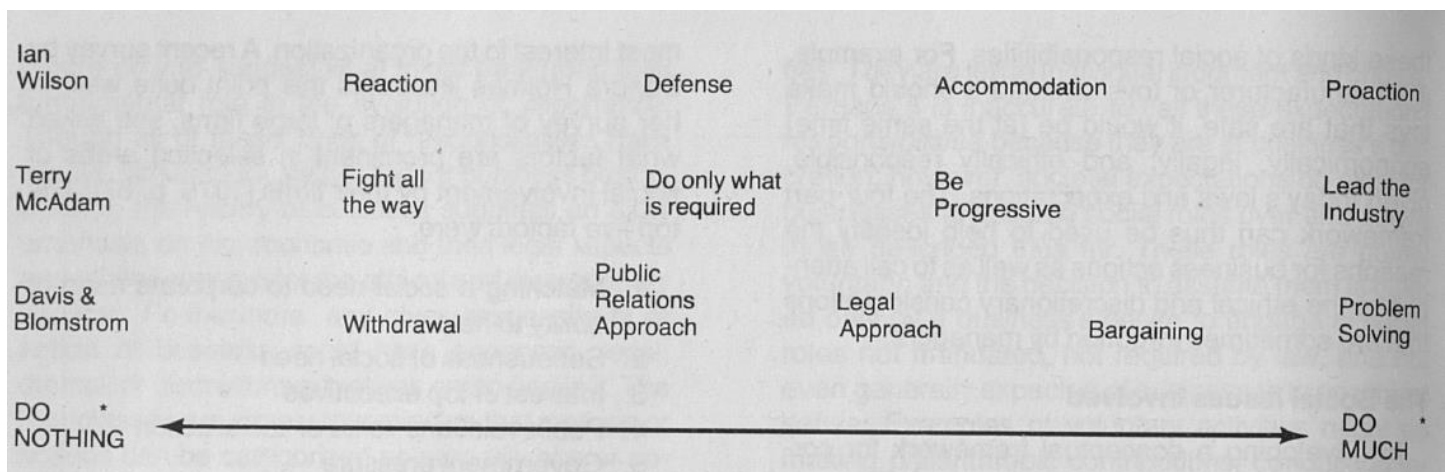 Ian
Wilson
Reaction
Defense
Accommodation
Proaction
Terry
McAdam
Fight all
the way
Do only what
is required
Be
Progressive
Lead the
Industry
Davis &
Blomstrom
Withdrawal
Public
Relations
Approach
Legal
Approach
Bargaining
Problem
Solving
DO *
NOTHING
DO *
MUCH